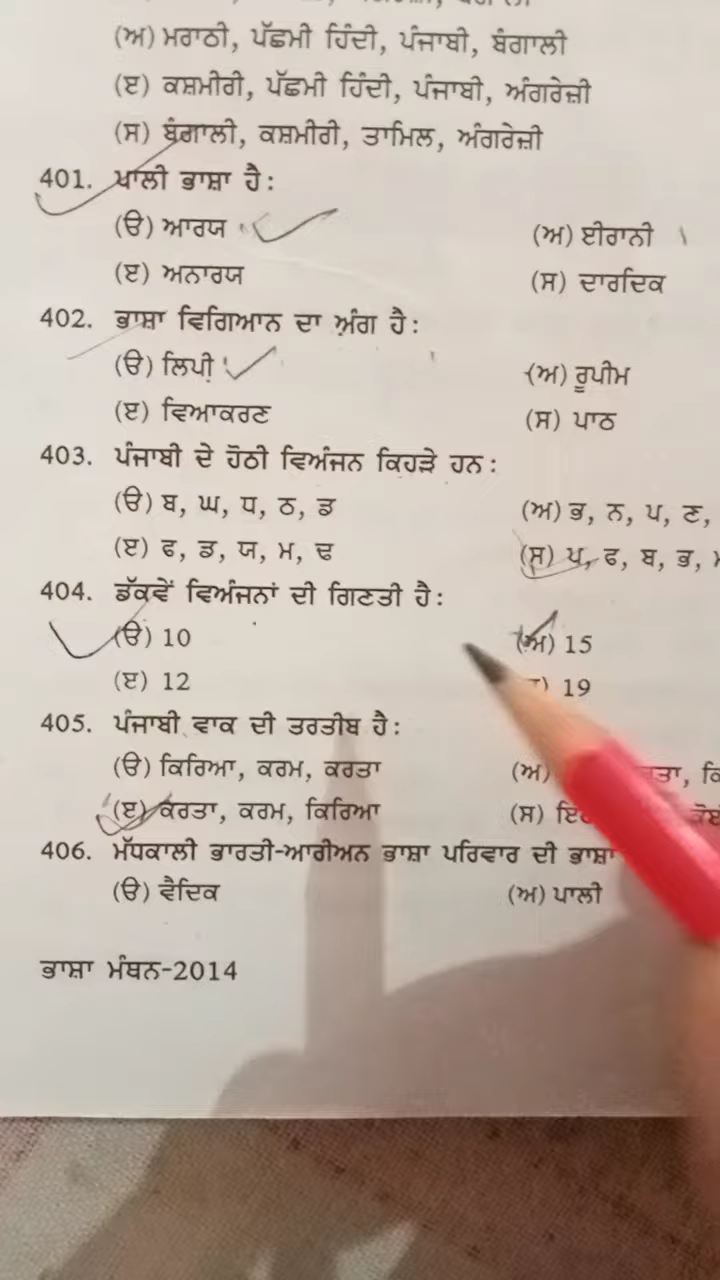 (ਅ) ਮਰਾਠੀ, ਪੱਛਮੀ ਹਿੰਦੀ, ਪੰਜਾਬੀ, ਬੰਗਾਲੀ
(ੲ) ਕਸ਼ਮੀਰੀ, ਪੱਛਮੀ ਹਿੰਦੀ, ਪੰਜਾਬੀ, ਅੰਗਰੇਜ਼ੀ
(ਸ) ਬੰਗਾਲੀ, ਕਸ਼ਮੀਰੀ, ਤਾਮਿਲ, ਅੰਗਰੇਜ਼ੀ
401. ਪਾਲੀ ਭਾਸ਼ਾ ਹੈ:
(ੳ) ਆਰਯ (ਅ) ਈਰਾਨੀ
(ੲ) ਅਨਾਰਯ (ਸ) ਦਾਰਦਿਕ
402. ਭਾਸ਼ਾ ਵਿਗਿਆਨ ਦਾ ਅੰਗ ਹੈ:
(ੳ) ਲਿਪੀ (ਅ) ਰੂਪੀਮ
(ੲ) ਵਿਆਕਰਣ (ਸ) ਪਾਠ
403. ਪੰਜਾਬੀ ਦੇ ਹੋਠੀ ਵਿਅੰਜਨ ਕਿਹੜੇ ਹਨ:
(ੳ) ਬ, ਘ, ਧ, ਠ, ਡ (ਅ) ਭ, ਨ, ਪ, ਣ,
(ੲ) ਫ, ਡ, ਯ, ਮ, ਢ (ਸ) ਪ, ਫ, ਬ, ਭ,
404. ਡੱਕਵੇਂ ਵਿਅੰਜਨਾਂ ਦੀ ਗਿਣਤੀ ਹੈ:
(ੳ) 10 (ਅ) 15
(ੲ) 12 19
405. ਪੰਜਾਬੀ ਵਾਕ ਦੀ ਤਰਤੀਬ ਹੈ:
(ੳ) ਕਿਰਿਆ, ਕਰਮ, ਕਰਤਾ (ਅ)
(ੲ) ਕਰਤਾ, ਕਰਮ, ਕਿਰਿਆ (ਸ)
406. ਮੱਧਕਾਲੀ ਭਾਰਤੀ-ਆਰੀਅਨ ਭਾਸ਼ਾ ਪਰਿਵਾਰ ਦੀ ਭਾਸ਼ਾ
(ੳ) ਵੈਦਿਕ (ਅ) ਪਾਲੀ
ਭਾਸ਼ਾ ਮੰਥਨ-2014